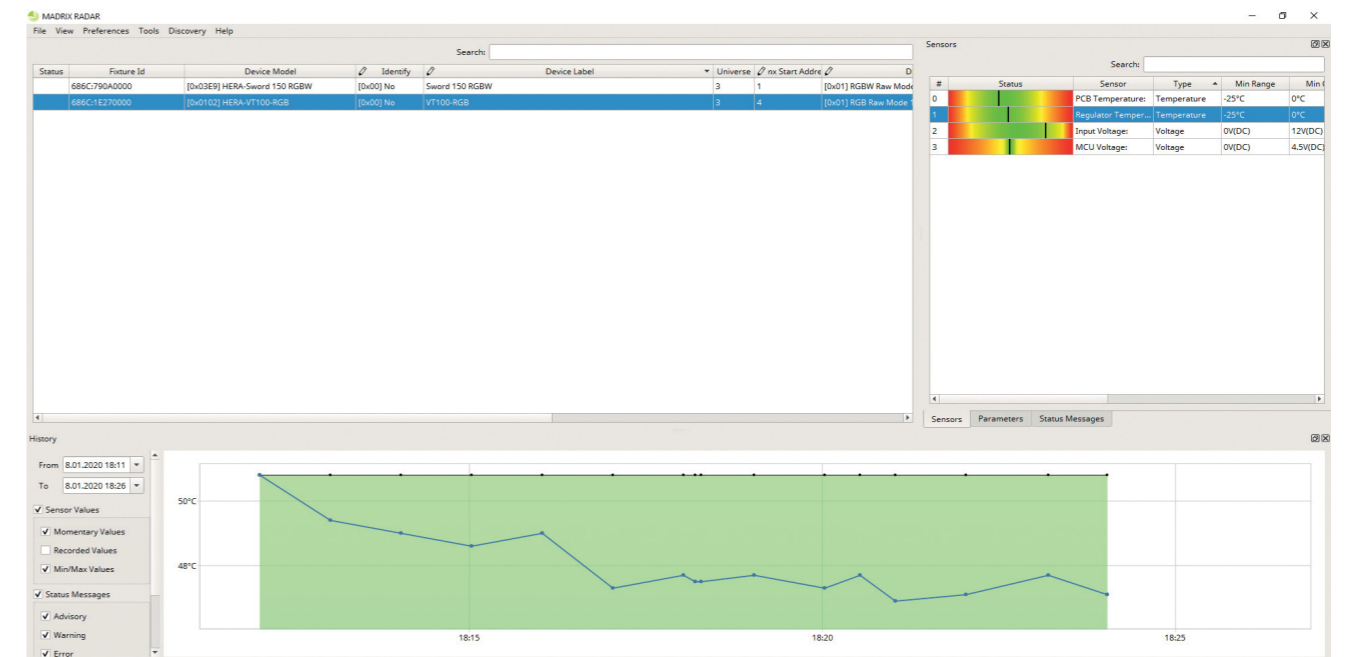 MADRIX RADAR
File View Preferences Tools Discovery Help
Search:
Status Fixture Id Device Model Identify Device Label Universe nx Start Addre D
686C:790A0000 [0x03E9] HERA-Sword 150 RGBW [0x00] No Sword 150 RGBW 3 1 [0x01] RGBW Raw Mode
686C:1E270000 [0x0102] HERA-VT100-RGB [0x00] No VT100-RGB 3 4 [0x01] RGB Raw Mode 1
Sensors
Search:
# Status Sensor Type Min Range Min
0 PCB Temperature: Temperature -25°C 0°C
1 Regulator Temper... Temperature -25°C 0°C
2 Input Voltage: Voltage 0V(DC) 12V(DC)
3 MCU Voltage: Voltage 0V(DC) 4.5V(DC)
Sensors Parameters Status Messages
History
From 8.01.2020 18:11
To 8.01.2020 18:26
Sensor Values
Momentary Values
Recorded Values
Min/Max Values
Status Messages
Advisory
Warning
Error
50°C
48°C
18:15 18:20 18:25